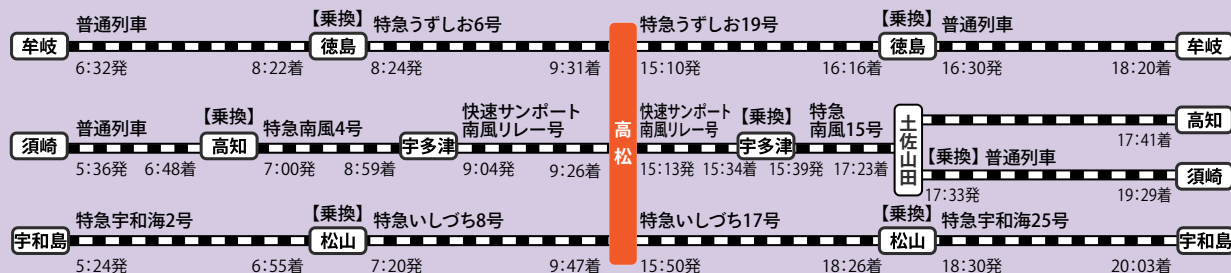 普通列車
【乗換】
特急うずしお6号
特急うずしお19号
【乗換】
普通列車
牟岐
徳島
徳島
牟岐
6:32発
8:22着
8:24発
9:31着
15:10発
16:16着
16:30発
18:20着
高松
普通列車
【乗換】
特急南風4号
快速サンポート
南風リレー号
快速サンポート
南風リレー号
【乗換】
特急
南風15号
須崎
高知
宇多津
宇多津
土佐山田
高知
5:36発
6:48着
7:00発
8:59着
9:04発
9:26着
15:13発
15:34着
15:39発
17:23着
17:41着
【乗換】
普通列車
須崎
17:33発
19:29着
特急宇和海2号
【乗換】
特急いしづち8号
特急いしづち17号
【乗換】
特急宇和海25号
宇和島
松山
松山
宇和島
5:24発
6:55着
7:20発
9:47着
15:50発
18:26着
18:30発
20:03着